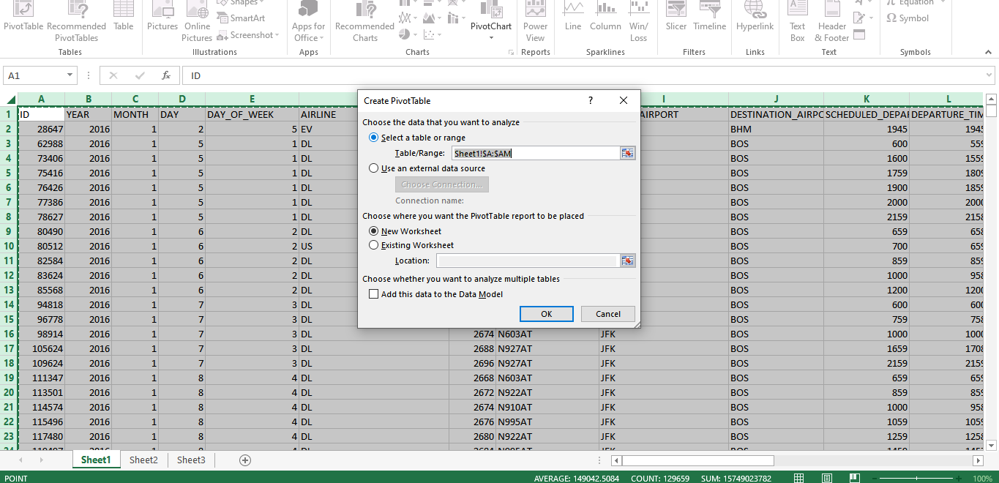 Shapes
SmartArt
Screenshot
PivotTable Recommended PivotTables Table Pictures Online Pictures Apps for Office Recommended Charts PivotChart Power View Line Column Win/Loss Slicer Timeline Hyperlink Text Box Header & Footer Equation Symbol
Tables Illustrations Apps Charts Reports Sparklines Filters Links Text Symbols
A1 fx ID
A B C D E I J K L
1 ID YEAR MONTH DAY DAY_OF_WEEK AIRLINE AIRPORT DESTINATION_AIRPO SCHEDULED_DEPAR DEPARTURE_TIM
2 28647 2016 1 2 5 EV BHM 1945 1945
3 62988 2016 1 5 1 DL BOS 600 559
4 73406 2016 1 5 1 DL BOS 1600 1559
5 75416 2016 1 5 1 DL BOS 1759 1809
6 76426 2016 1 5 1 DL BOS 1900 1859
7 77386 2016 1 5 1 DL BOS 2000 2000
8 78627 2016 1 5 1 DL BOS 2159 2158
9 80490 2016 1 6 2 DL BOS 659 658
10 80512 2016 1 6 2 US BOS 700 659
11 82584 2016 1 6 2 DL BOS 859 859
12 83624 2016 1 6 2 DL BOS 1000 958
13 85568 2016 1 6 2 DL BOS 1200 1200
14 94818 2016 1 7 3 DL BOS 600 600
15 96778 2016 1 7 3 DL BOS 759 758
16 98914 2016 1 7 3 DL 2674 N603AT JFK BOS 1000 1000
17 105624 2016 1 7 3 DL 2688 N927AT JFK BOS 1659 1708
18 109624 2016 1 7 3 DL 2696 N927AT JFK BOS 2159 2159
19 111347 2016 1 8 4 DL 2668 N603AT JFK BOS 659 659
20 113501 2016 1 8 4 DL 2672 N922AT JFK BOS 859 859
21 114574 2016 1 8 4 DL 2674 N910AT JFK BOS 1000 958
22 115496 2016 1 8 4 DL 2676 N995AT JFK BOS 1059 1059
23 117480 2016 1 8 4 DL 2680 N922AT JFK BOS 1259 1258
Create PivotTable ?
Choose the data that you want to analyze
Select a table or range
Table/Range: Sheet1!$A:$AM
Use an external data source
Choose Connection...
Connection name:
Choose where you want the PivotTable report to be placed
New Worksheet
Existing Worksheet
Location:
Choose whether you want to analyze multiple tables
Add this data to the Data Model
OK Cancel
Sheet1 Sheet2 Sheet3
POINT AVERAGE: 149042.5084 COUNT: 129659 SUM: 15749023782 100%